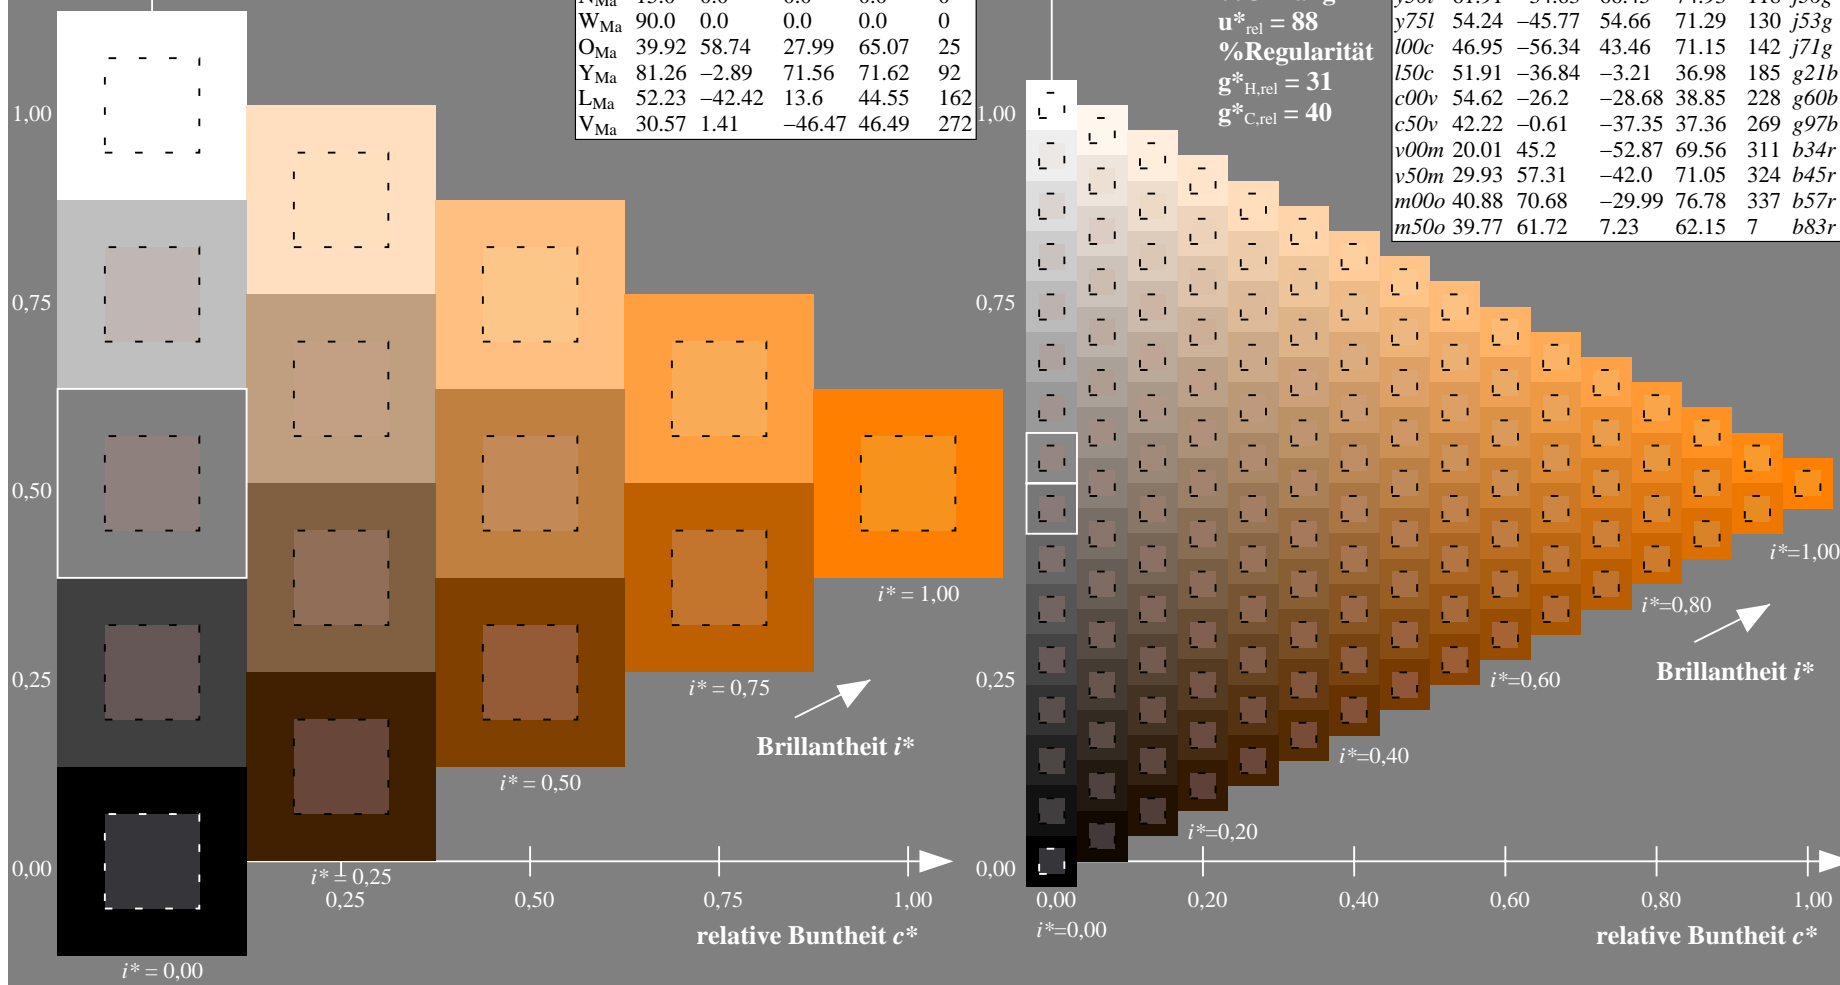 W_Ma 90.0 0.0 0.0 0.0 0
O_Ma 39.92 58.74 27.99 65.07 25
Y_Ma 81.26 −2.89 71.56 71.62 92
L_Ma 52.23 −42.42 13.6 44.55 162
V_Ma 30.57 1.41 −46.47 46.49 272
u*_rel = 88
%Regularität
g*_H,rel = 31
g*_C,rel = 40
y75l 54.24 −45.77 54.66 71.29 130 j53g
l00c 46.95 −56.34 43.46 71.15 142 j71g
l50c 51.91 −36.84 −3.21 36.98 185 g21b
c00v 54.62 −26.2 −28.68 38.85 228 g60b
c50v 42.22 −0.61 −37.35 37.36 269 g97b
v00m 20.01 45.2 −52.87 69.56 311 b34r
v50m 29.93 57.31 −42.0 71.05 324 b45r
m00o 40.88 70.68 −29.99 76.78 337 b57r
m50o 39.77 61.72 7.23 62.15 7 b83r
1,00
0,75
0,50
0,25
0,00
i* = 1,00
i* = 0,75
Brillantheit i*
i* = 0,50
i* = 0,25
0,25 0,50 0,75 1,00
relative Buntheit c*
i* = 0,00
1,00
0,75
0,50
0,25
0,00
i*=1,00
i*=0,80
Brillantheit i*
i*=0,60
i*=0,40
i*=0,20
0,00 0,20 0,40 0,60 0,80 1,00
i*=0,00
relative Buntheit c*